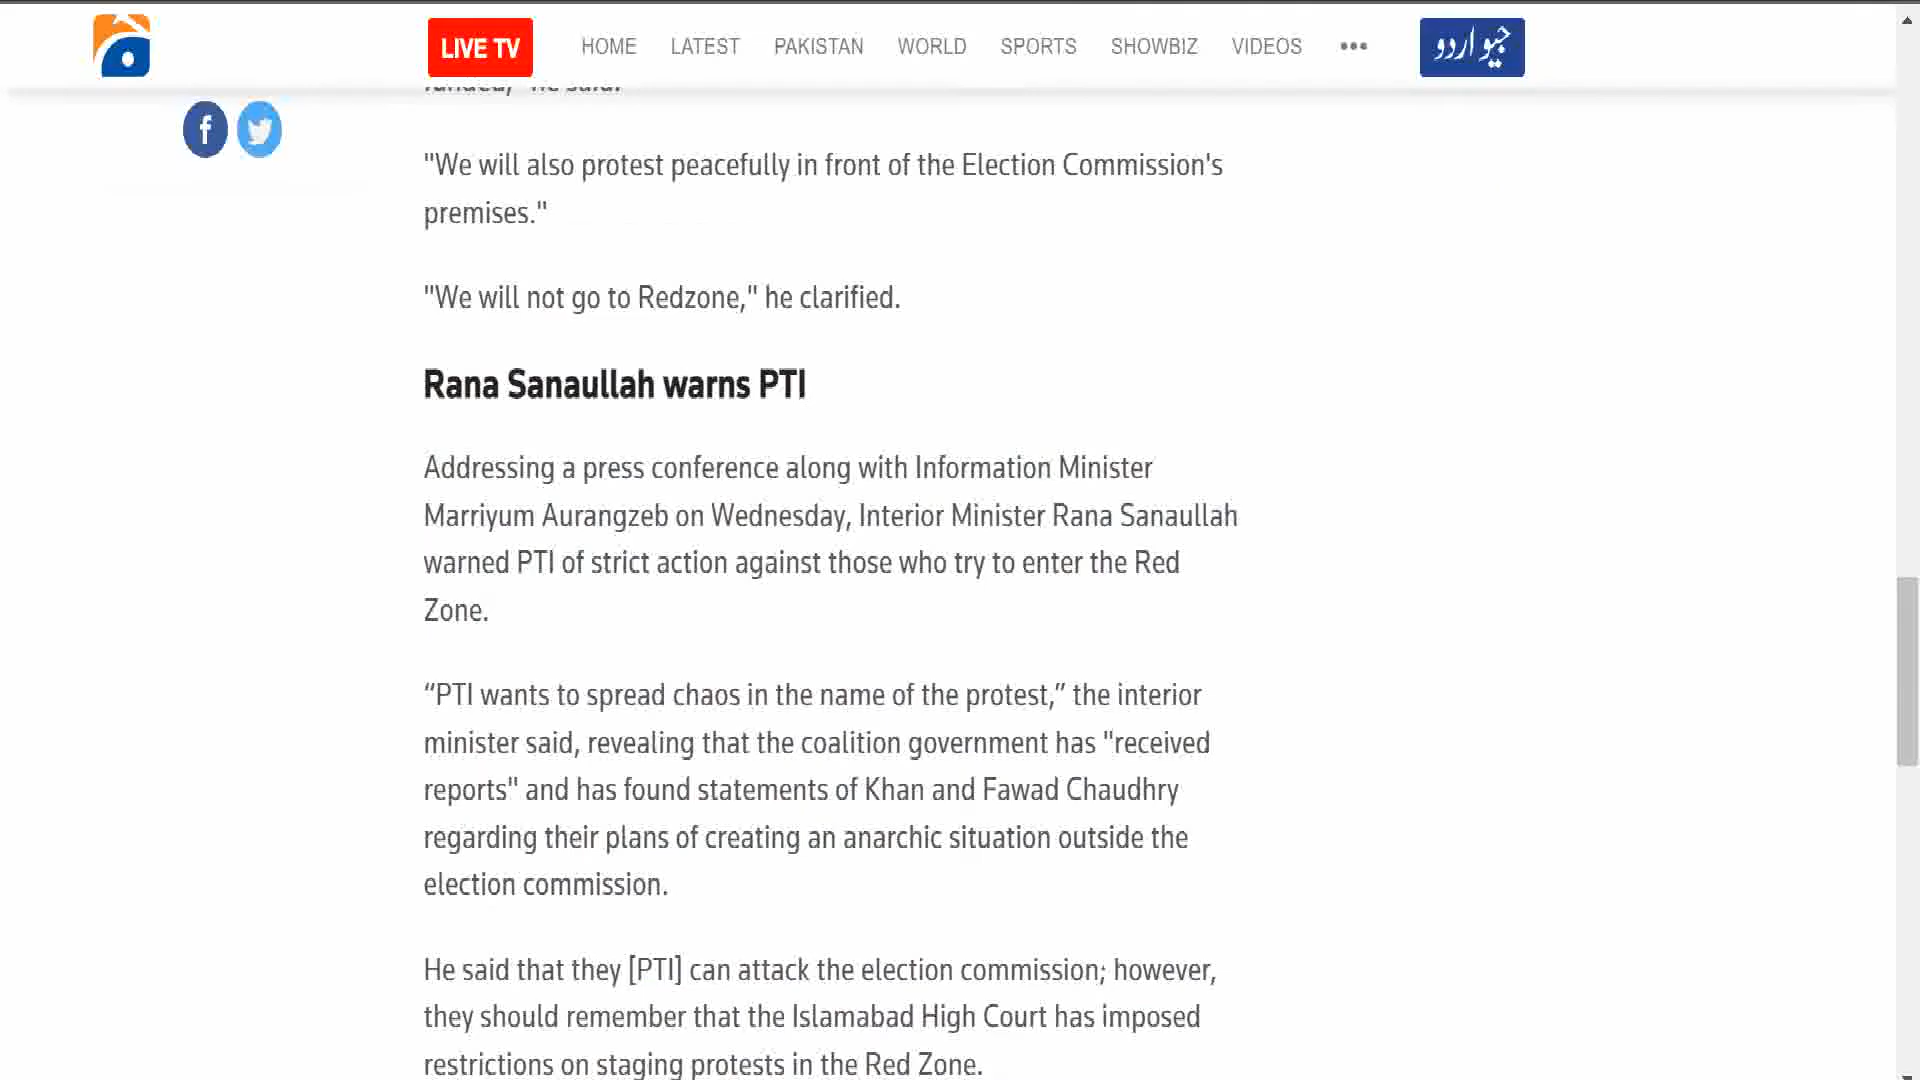 LIVE TV HOME LATEST PAKISTAN WORLD SPORTS SHOWBIZ VIDEOS ••• جیو اردو
"We will also protest peacefully in front of the Election Commission's
premises."
"We will not go to Redzone," he clarified.
Rana Sanaullah warns PTI
Addressing a press conference along with Information Minister
Marriyum Aurangzeb on Wednesday, Interior Minister Rana Sanaullah
warned PTI of strict action against those who try to enter the Red
Zone.
“PTI wants to spread chaos in the name of the protest,” the interior
minister said, revealing that the coalition government has "received
reports" and has found statements of Khan and Fawad Chaudhry
regarding their plans of creating an anarchic situation outside the
election commission.
He said that they [PTI] can attack the election commission; however,
they should remember that the Islamabad High Court has imposed
restrictions on staging protests in the Red Zone.